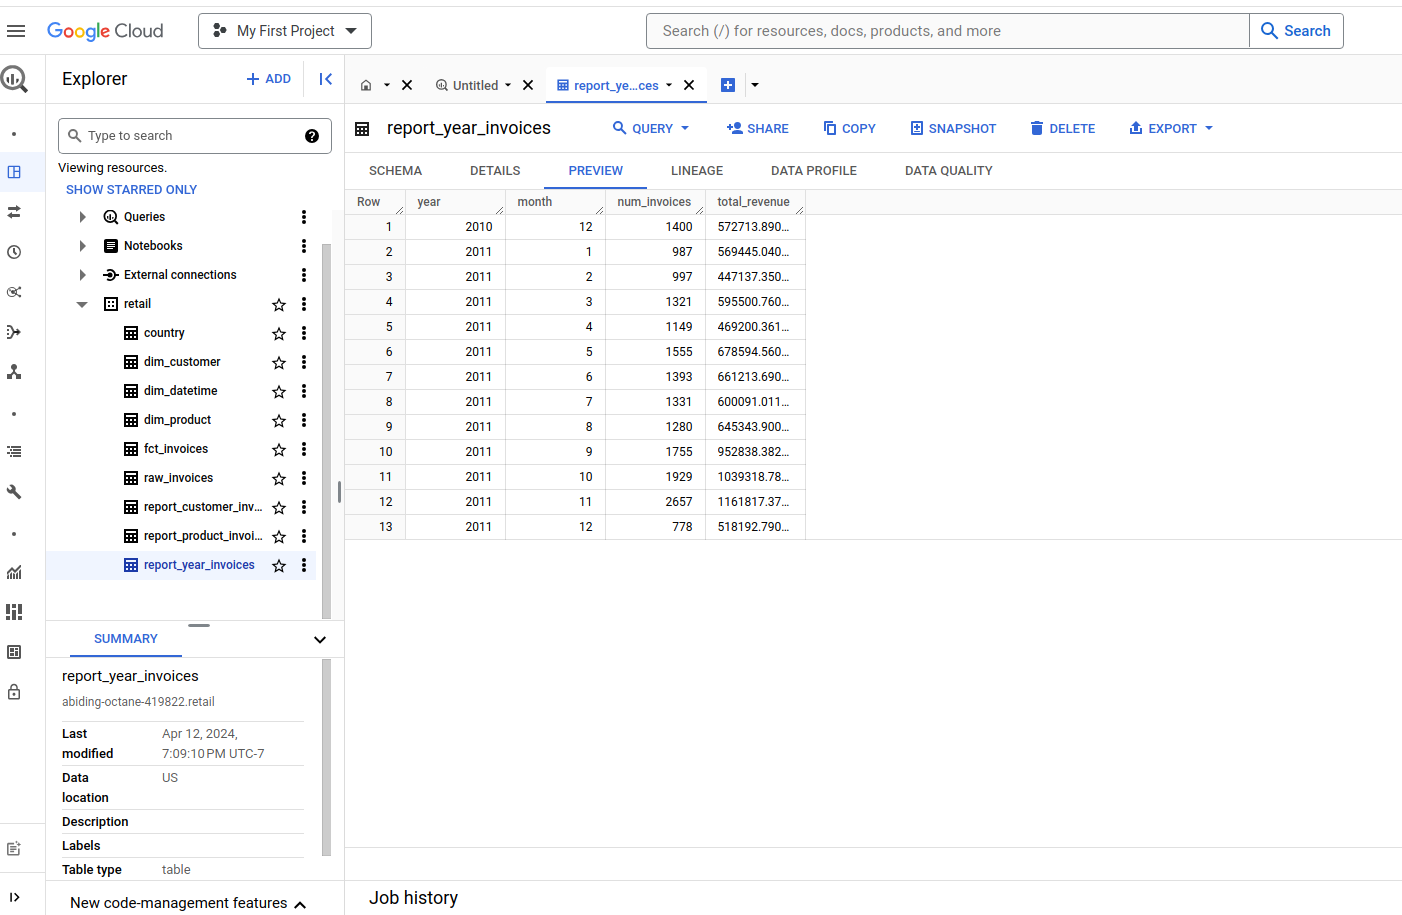 Google Cloud
My First Project
Search (/) for resources, docs, products, and more
Search
Explorer
ADD
Untitled
report_ye...ces
Type to search
report_year_invoices
QUERY
SHARE
COPY
SNAPSHOT
DELETE
EXPORT
Viewing resources.
SHOW STARRED ONLY
SCHEMA
DETAILS
PREVIEW
LINEAGE
DATA PROFILE
DATA QUALITY
Queries
Notebooks
External connections
retail
country
dim_customer
dim_datetime
dim_product
fct_invoices
raw_invoices
report_customer_inv...
report_product_invoi...
report_year_invoices
Row year month num_invoices total_revenue
1 2010 12 1400 572713.890...
2 2011 1 987 569445.040...
3 2011 2 997 447137.350...
4 2011 3 1321 595500.760...
5 2011 4 1149 469200.361...
6 2011 5 1555 678594.560...
7 2011 6 1393 661213.690...
8 2011 7 1331 600091.011...
9 2011 8 1280 645343.900...
10 2011 9 1755 952838.382...
11 2011 10 1929 1039318.78...
12 2011 11 2657 1161817.37...
13 2011 12 778 518192.790...
SUMMARY
report_year_invoices
abiding-octane-419822.retail
Last modified
Apr 12, 2024,
7:09:10 PM UTC-7
Data location
US
Description
Labels
Table type
table
New code-management features
Job history